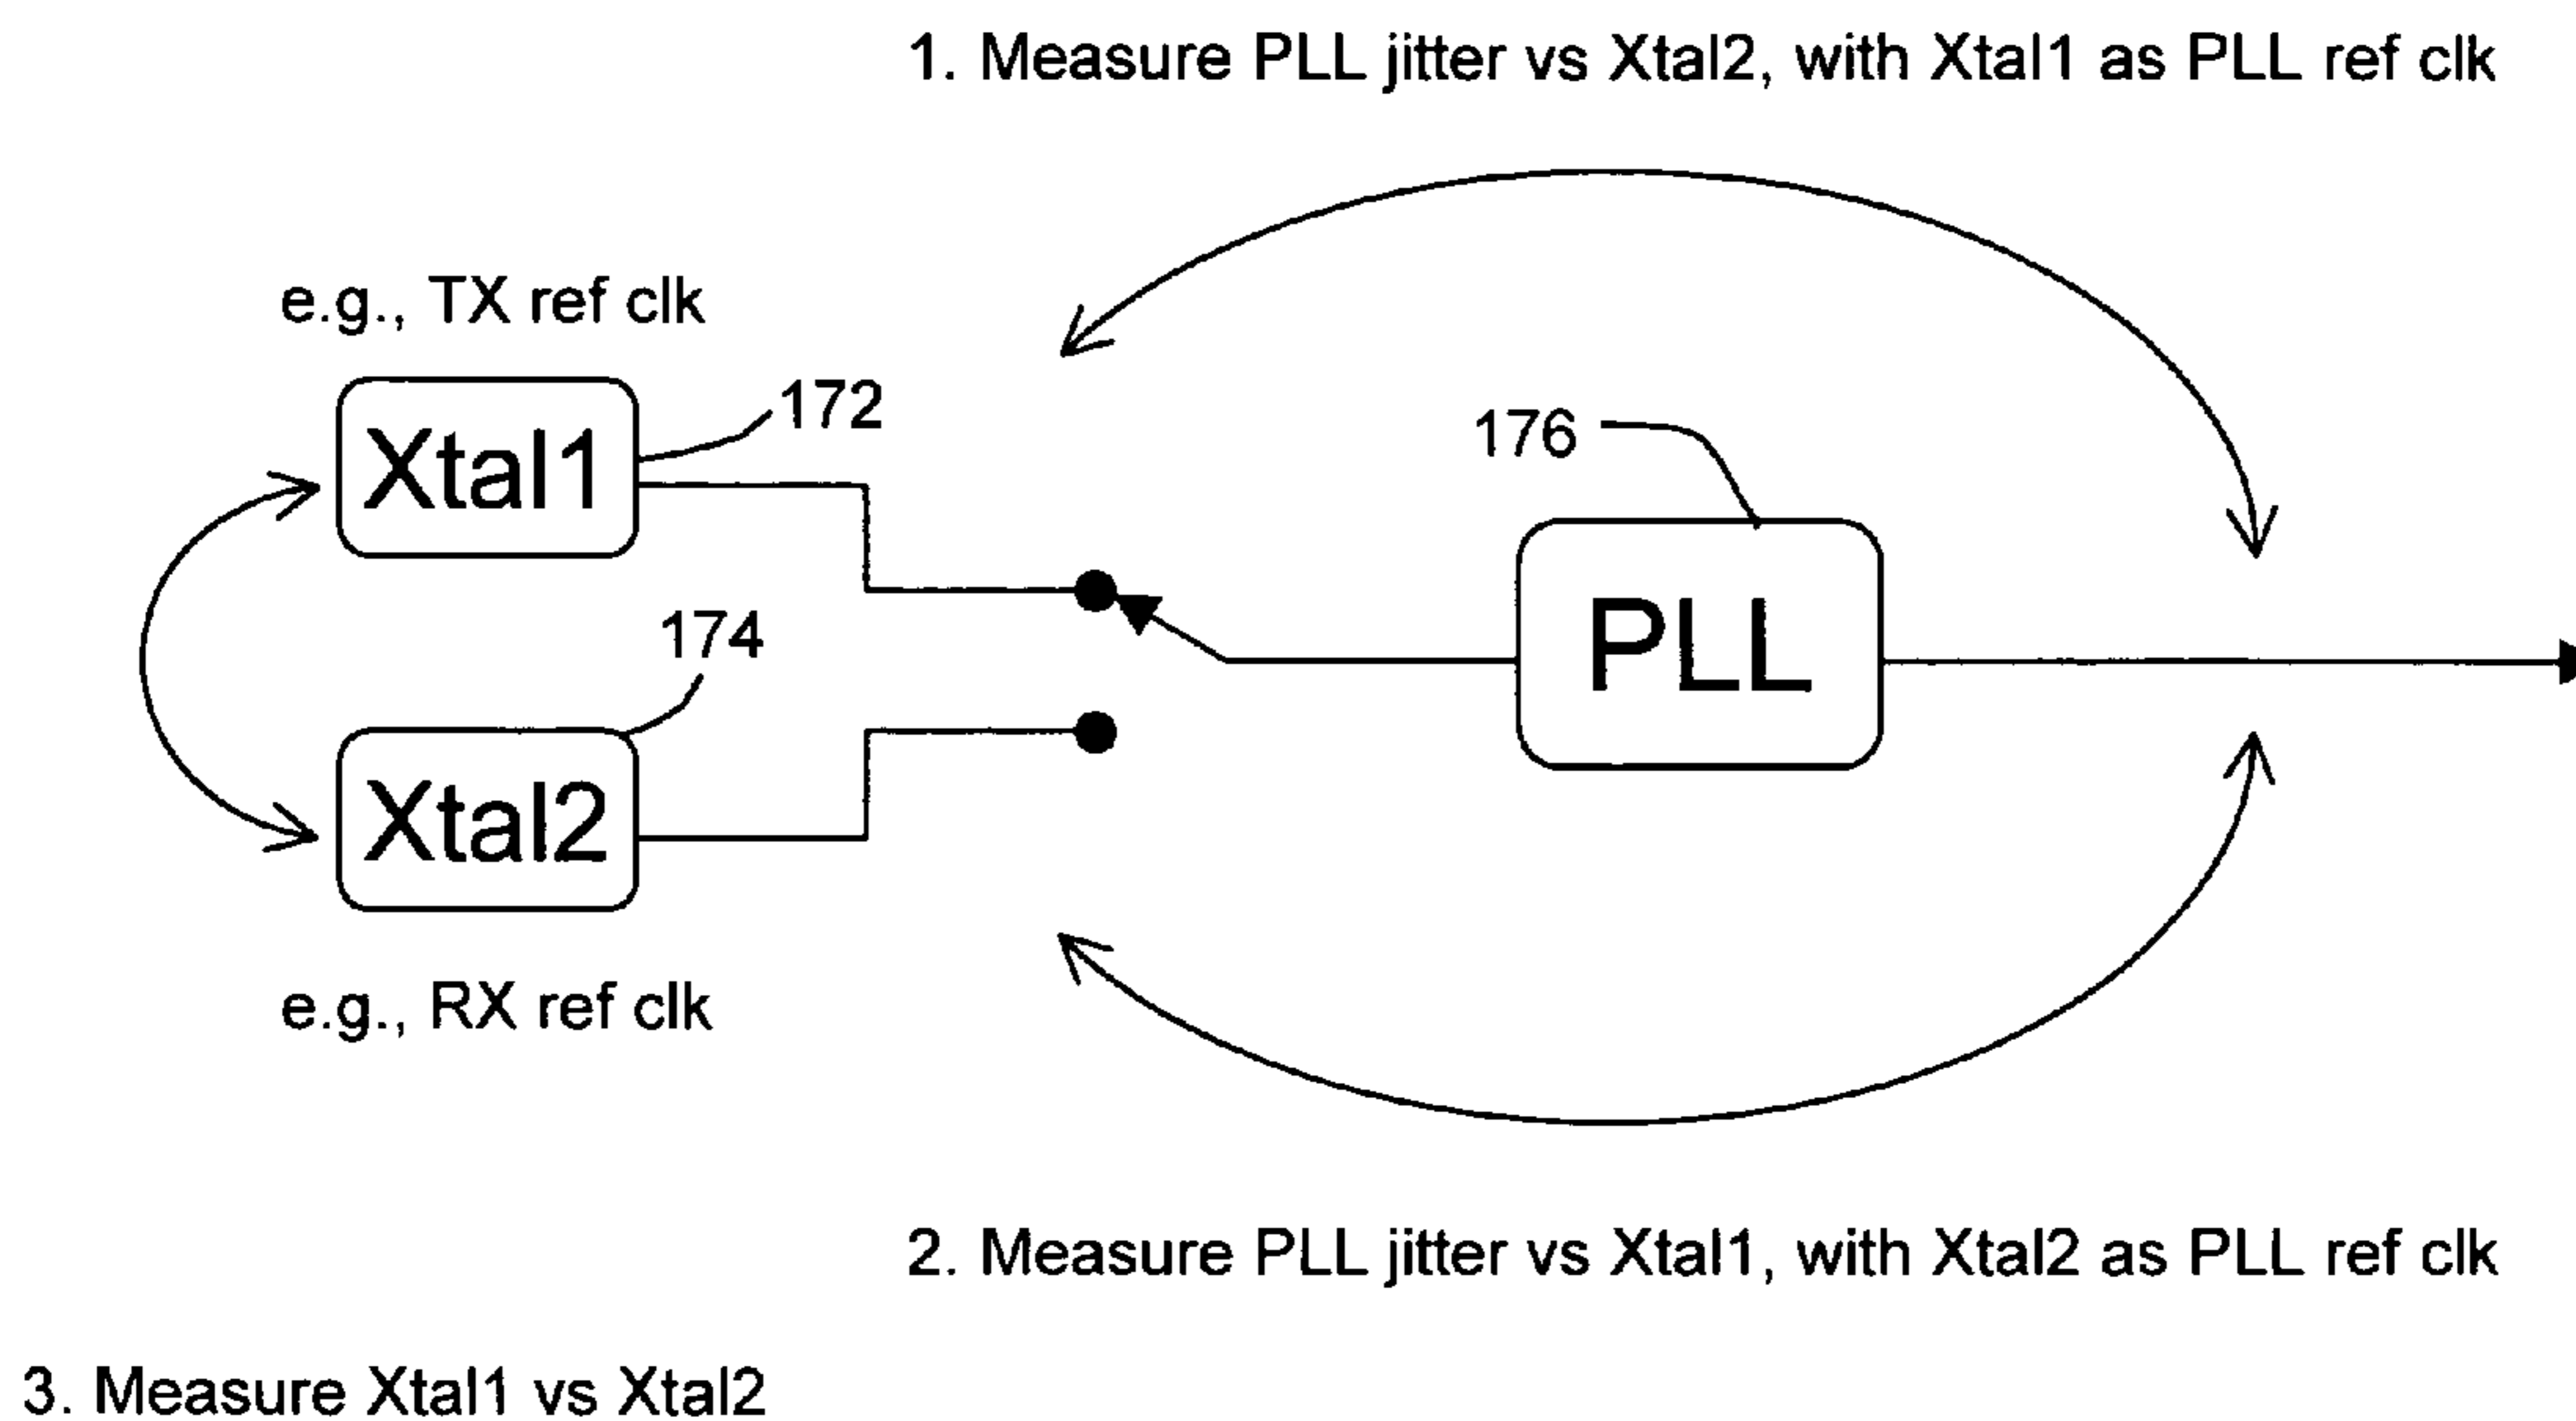 1. Measure PLL jitter vs Xtal2, with Xtal1 as PLL ref clk
e.g., TX ref clk
Xtal1
172
176
PLL
174
Xtal2
e.g., RX ref clk
2. Measure PLL jitter vs Xtal1, with Xtal2 as PLL ref clk
3. Measure Xtal1 vs Xtal2